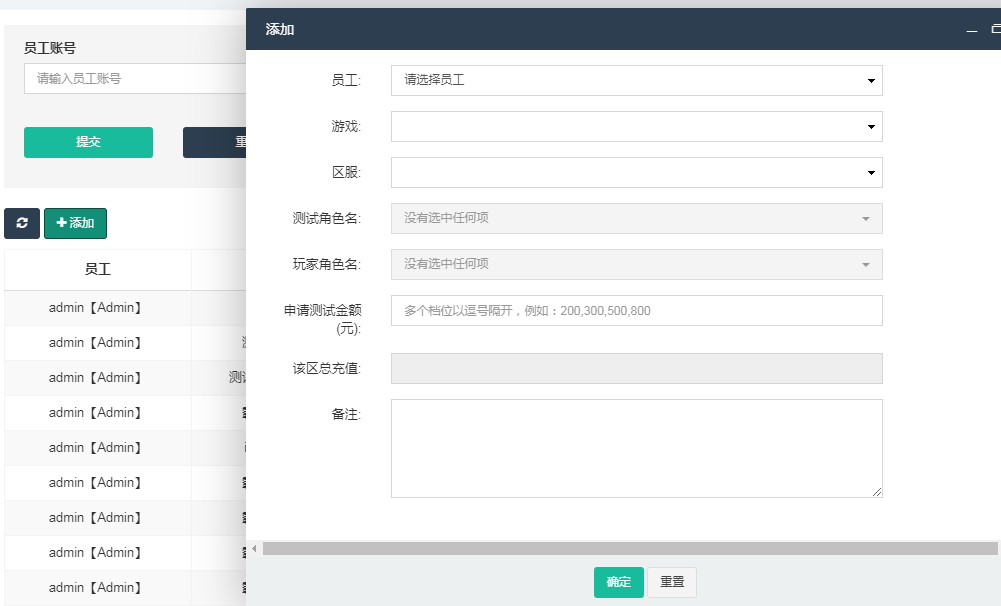 员工账号
请输入员工账号
提交
添加
员工
admin【Admin】
admin【Admin】
admin【Admin】
admin【Admin】
admin【Admin】
admin【Admin】
admin【Admin】
admin【Admin】
admin【Admin】
添加
员工:
请选择员工
游戏:
区服:
测试角色名:
没有选中任何项
玩家角色名:
没有选中任何项
申请测试金额
(元):
多个档位以逗号隔开，例如：200,300,500,800
该区总充值:
备注:
确定
重置